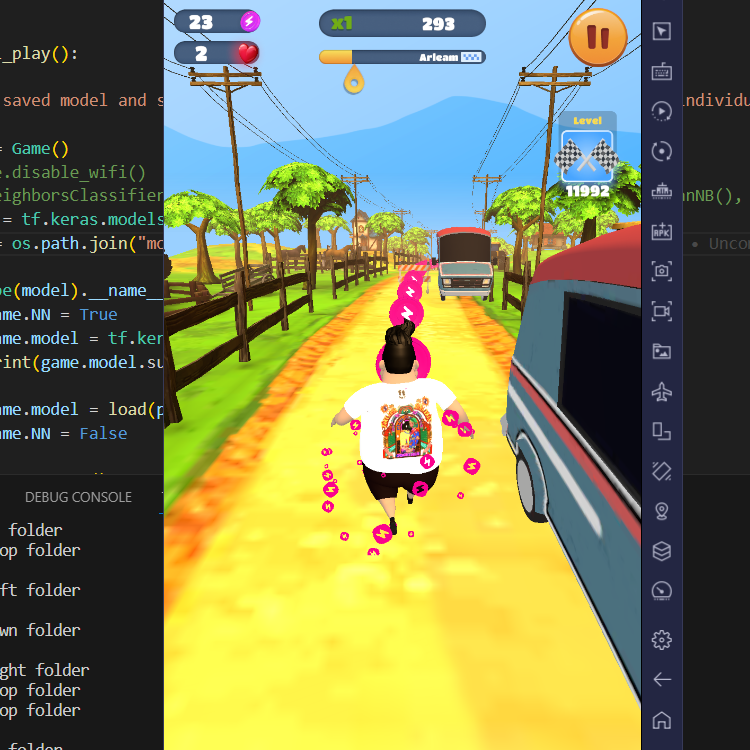 23
x1 293
2
Arleam
Level
11992
_play():
saved model and s
individu
= Game()
e.disable_wifi()
eighborsClassifier
anNB(),
= tf.keras.models
= os.path.join("mo
• Uncom
pe(model).__name__
ame.NN = True
ame.model = tf.ker
rint(game.model.su
ame.model = load(p
ame.NN = False
DEBUG CONSOLE
folder
op folder
ft folder
wn folder
ght folder
op folder
op folder
folder
APK